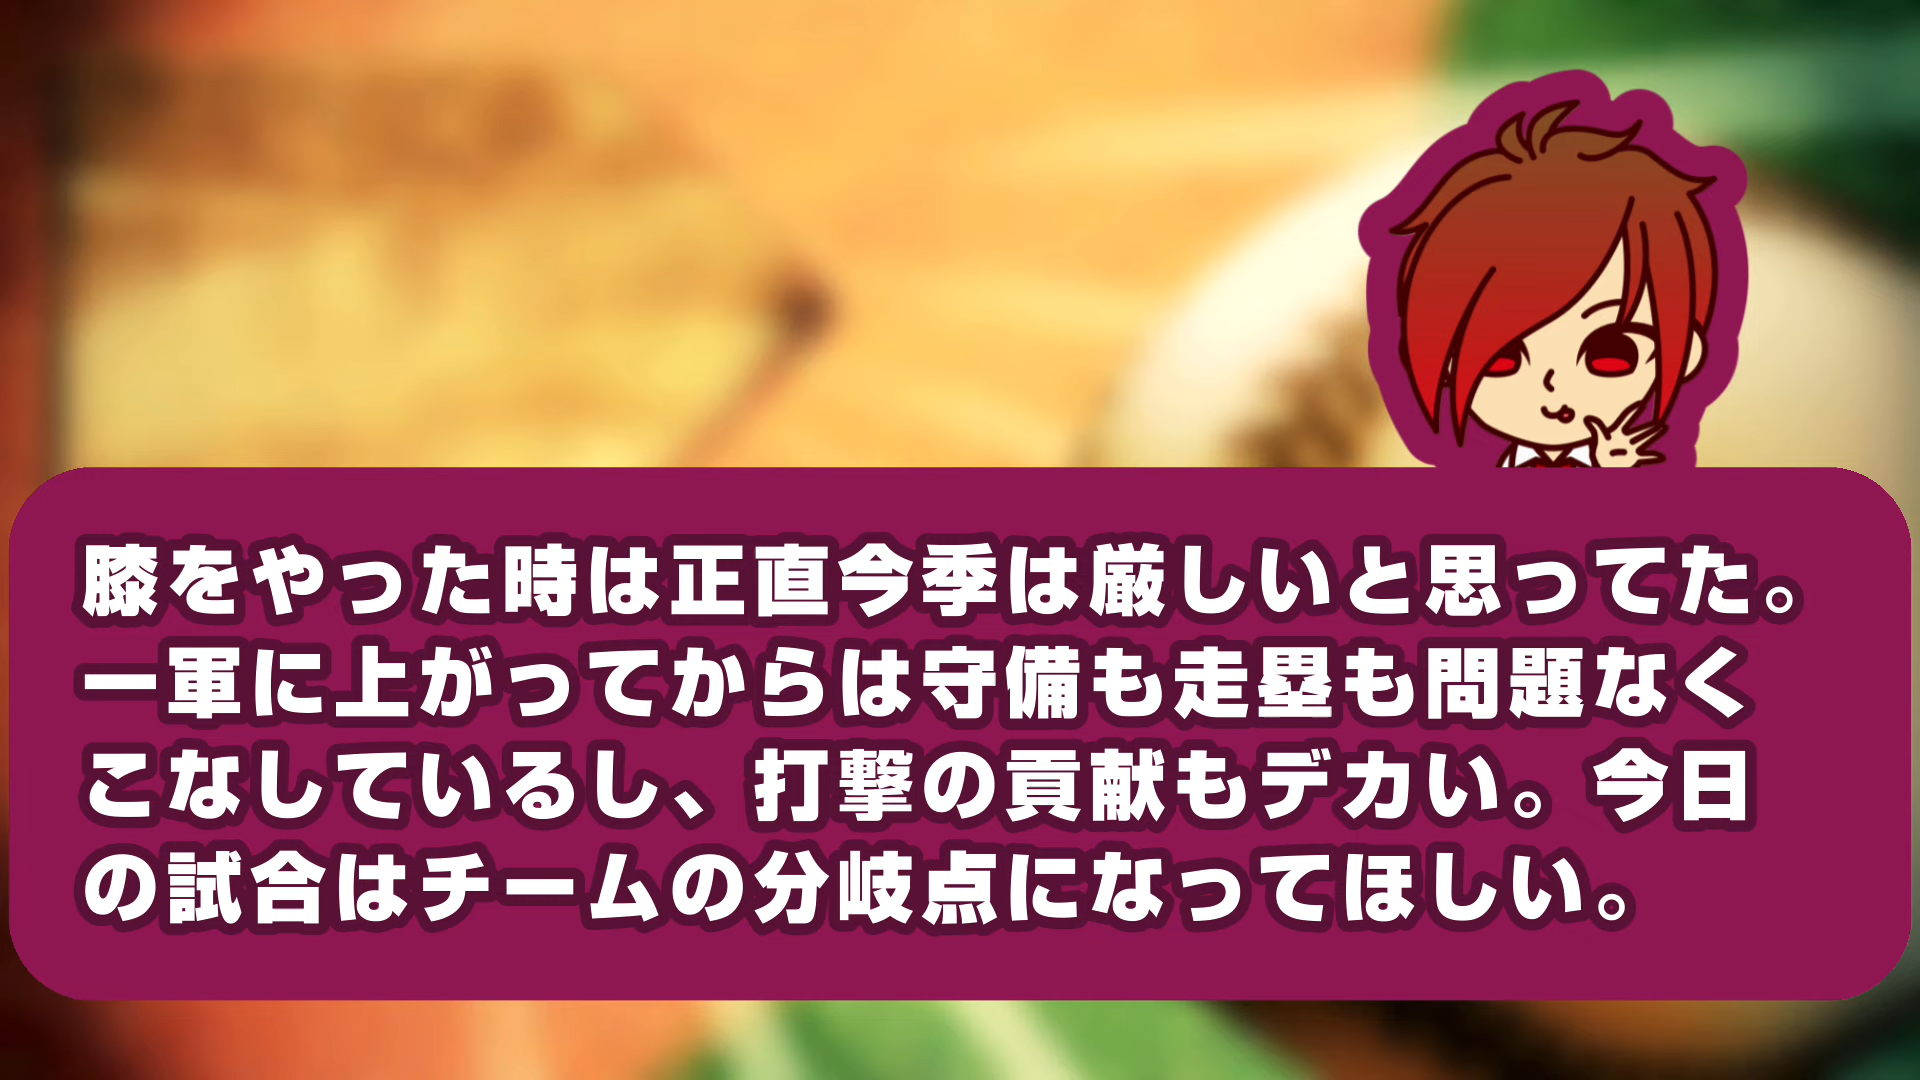 膝をやった時は正直今季は厳しいと思ってた。
一軍に上がってからは守備も走塁も問題なく
こなしているし、打撃の貢献もデカい。今日
の試合はチームの分岐点になってほしい。